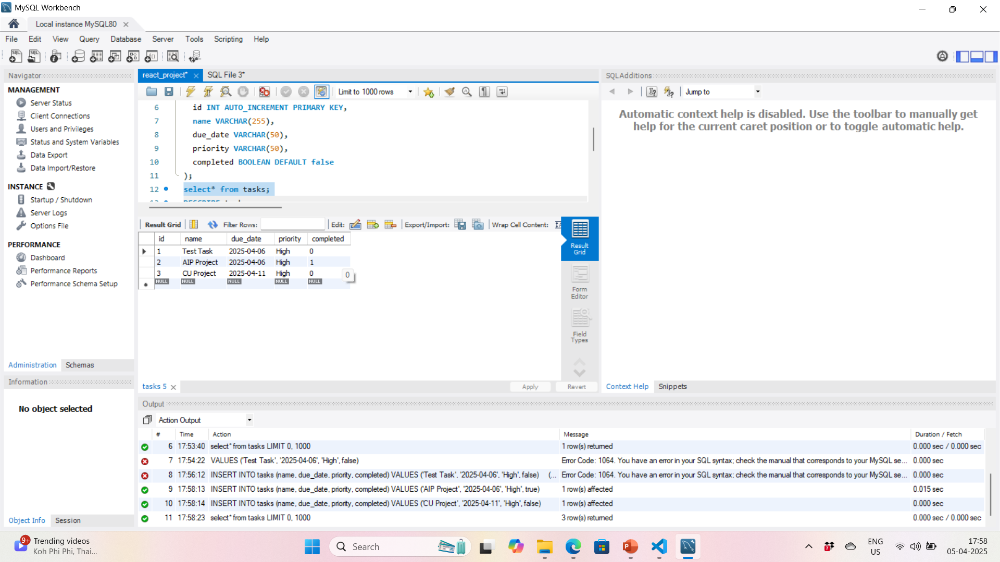 MySQL Workbench
Local instance MySQL80
File Edit View Query Database Server Tools Scripting Help
Navigator
MANAGEMENT
Server Status
Client Connections
Users and Privileges
Status and System Variables
Data Export
Data Import/Restore
INSTANCE
Startup / Shutdown
Server Logs
Options File
PERFORMANCE
Dashboard
Performance Reports
Performance Schema Setup
Administration Schemas
Information
No object selected
Object Info Session
react_project* SQL File 3*
Limit to 1000 rows
6 id INT AUTO_INCREMENT PRIMARY KEY,
7 name VARCHAR(255),
8 due_date VARCHAR(50),
9 priority VARCHAR(50),
10 completed BOOLEAN DEFAULT false
11 );
12 select* from tasks;
Result Grid Filter Rows: Edit: Export/Import: Wrap Cell Content:
id name due_date priority completed
1 Test Task 2025-04-06 High 0
2 AIP Project 2025-04-06 High 1
3 CU Project 2025-04-11 High 0
NULL NULL NULL NULL NULL
0
Result
Grid
Form
Editor
Field
Types
tasks 5
Apply Revert
SQLAdditions
Jump to
Automatic context help is disabled. Use the toolbar to manually get
help for the current caret position or to toggle automatic help.
Context Help Snippets
Output
Action Output
# Time Action Message Duration / Fetch
6 17:53:40 select* from tasks LIMIT 0, 1000 1 row(s) returned 0.000 sec / 0.000 sec
7 17:54:22 VALUES ('Test Task', '2025-04-06', 'High', false) Error Code: 1064. You have an error in your SQL syntax; check the manual that corresponds to your MySQL se... 0.000 sec
8 17:56:12 INSERT INTO tasks (name, due_date, priority, completed) VALUES ('Test Task', '2025-04-06', 'High', false) (... Error Code: 1064. You have an error in your SQL syntax; check the manual that corresponds to your MySQL se... 0.000 sec
9 17:58:13 INSERT INTO tasks (name, due_date, priority, completed) VALUES ('AIP Project', '2025-04-06', 'High', true) 1 row(s) affected 0.015 sec
10 17:58:14 INSERT INTO tasks (name, due_date, priority, completed) VALUES ('CU Project', '2025-04-11', 'High', false) 1 row(s) affected 0.000 sec
11 17:58:23 select* from tasks LIMIT 0, 1000 3 row(s) returned 0.000 sec / 0.000 sec
9+
Trending videos
Koh Phi Phi, Thai...
Search
7
ENG
US
17:58
05-04-2025